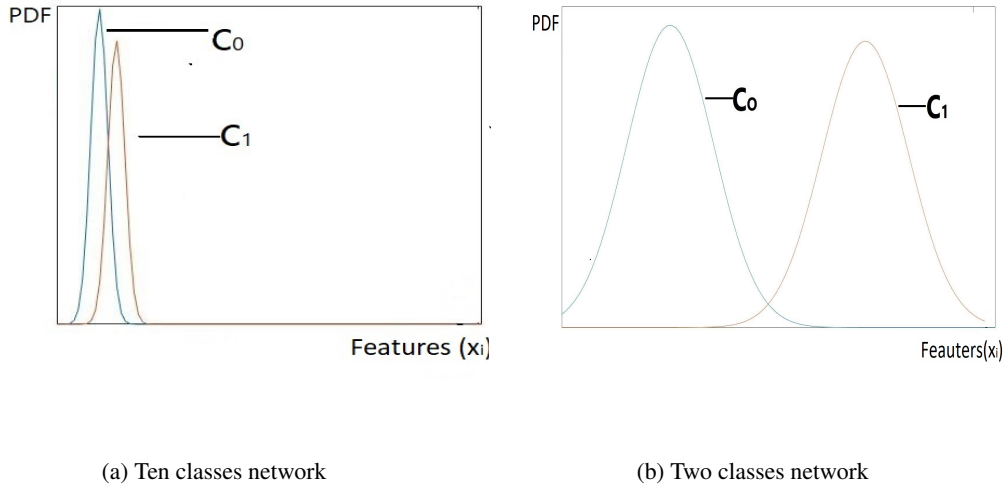 PDF
C₀
C₁
Features (xᵢ)
(a) Ten classes network
PDF
C₀
C₁
Feauters(xᵢ)
(b) Two classes network